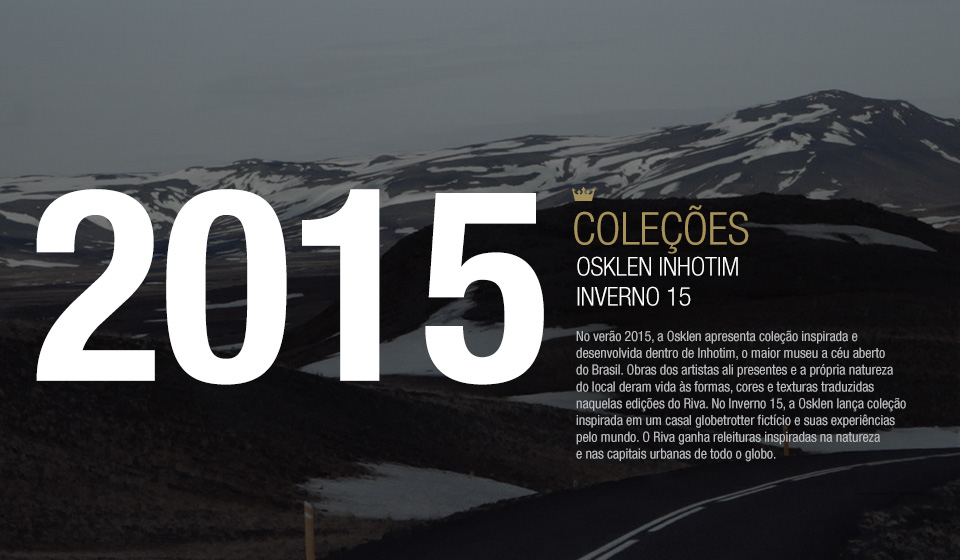 2015
COLEÇÕES
OSKLEN INHOTIM
INVERNO 15
No verão 2015, a Osklen apresenta coleção inspirada e
desenvolvida dentro de Inhotim, o maior museu a céu aberto
do Brasil. Obras dos artistas ali presentes e a própria natureza
do local deram vida às formas, cores e texturas traduzidas
naquelas edições do Riva. No Inverno 15, a Osklen lança coleção
inspirada em um casal globetrotter fictício e suas experiências
pelo mundo. O Riva ganha releituras inspiradas na natureza
e nas capitais urbanas de todo o globo.